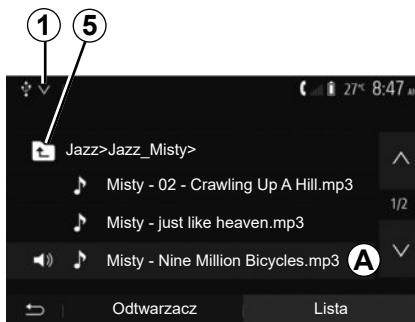 1 5
27°C 8:47 AM
Jazz>Jazz_Misty>
Misty - 02 - Crawling Up A Hill.mp3
1/2
Misty - just like heaven.mp3
Misty - Nine Million Bicycles.mp3 A
Odtwarzacz Lista